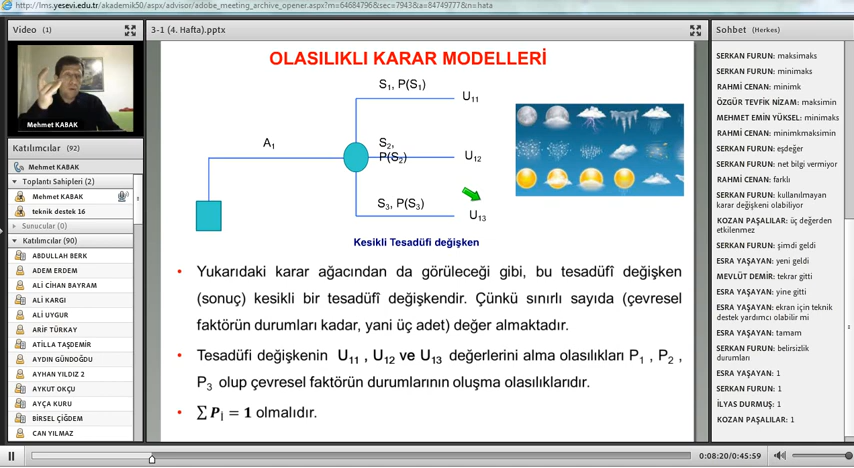 http://lms.yesevi.edu.tr/akademik50/aspx/advisor/adobe_meeting_archive_opener.aspx?m=64684796&sec=7943&a=84749777&n=hata
Video (1)
Mehmet KABAK
Katılımcılar (92)
Mehmet KABAK
Toplantı Sahipleri (2)
Mehmet KABAK
teknik destek 16
Sunucular (0)
Katılımcılar (90)
ABDULLAH BERK
ADEM ERDEM
ALİ CİHAN BAYRAM
ALİ KARGI
ALİ UYGUR
ARİF TÜRKAY
ATİLLA TAŞDEMİR
AYDIN GÜNDOĞDU
AYHAN YILDIZ 2
AYKUT OKÇU
AYÇA KURU
BİRSEL ÇİĞDEM
CAN YILMAZ
3-1 (4. Hafta).pptx
OLASILIKLI KARAR MODELLERİ
S1, P(S1)
U11
A1
S2,
P(S2)
U12
S3, P(S3)
U13
Kesikli Tesadüfi değişken
• Yukarıdaki karar ağacından da görüleceği gibi, bu tesadüfî değişken
(sonuç) kesikli bir tesadüfî değişkendir. Çünkü sınırlı sayıda (çevresel
faktörün durumları kadar, yani üç adet) değer almaktadır.
• Tesadüfi değişkenin U11 , U12 ve U13 değerlerini alma olasılıkları P1 , P2 ,
P3 olup çevresel faktörün durumlarının oluşma olasılıklarıdır.
• ∑ Pi = 1 olmalıdır.
Sohbet (Herkes)
SERKAN FURUN: maksimaks
SERKAN FURUN: minimaks
RAHMİ CENAN: minimk
ÖZGÜR TEVFİK NİZAM: maksimin
MEHMET EMİN YÜKSEL: minimaks
RAHMİ CENAN: minimkmaksimin
SERKAN FURUN: eşdeğer
SERKAN FURUN: net bilgi vermiyor
RAHMİ CENAN: farklı
SERKAN FURUN: kullanılmayan
karar değişkeni olabiliyor
KOZAN PAŞALILAR: üç değerden
etkilenmez
SERKAN FURUN: şimdi geldi
ESRA YAŞAYAN: yeni geldi
MEVLÜT DEMİR: tekrar gitti
ESRA YAŞAYAN: yine gitti
ESRA YAŞAYAN: ekran için teknik
destek yardımcı olabilir mi
ESRA YAŞAYAN: tamam
SERKAN FURUN: belirsizlik
durumları
ESRA YAŞAYAN: 1
SERKAN FURUN: 1
İLYAS DURMUŞ: 1
KOZAN PAŞALILAR: 1
0:08:20/0:45:59